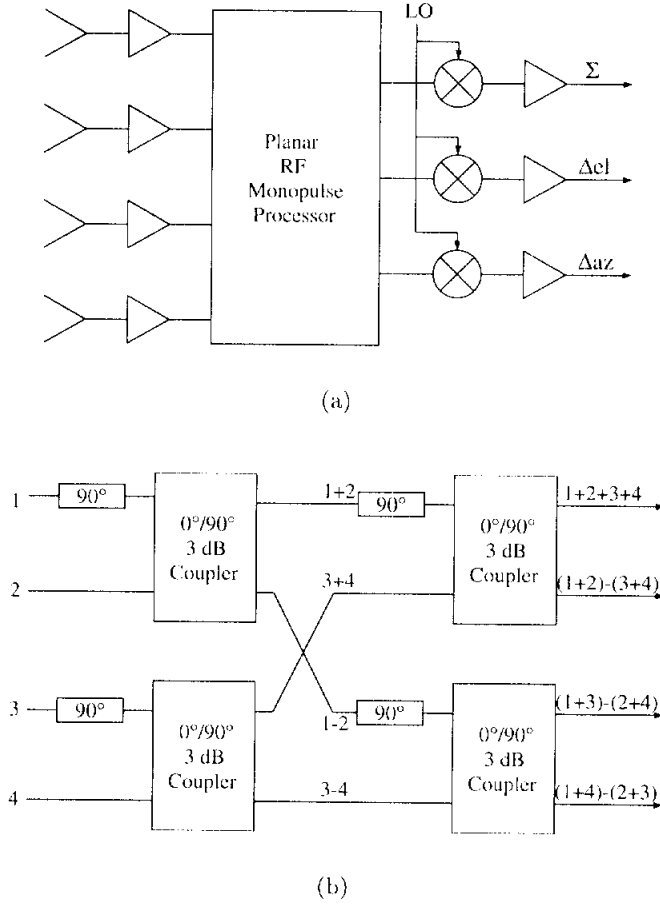 LO
Σ
Planar
RF
Monopulse
Processor
Δel
Δaz
(a)
1
90°
1+2
90°
1+2+3+4
0°/90°
3 dB
Coupler
0°/90°
3 dB
Coupler
2
3+4
(1+2)-(3+4)
3
90°
1-2
90°
(1+3)-(2+4)
0°/90°
3 dB
Coupler
0°/90°
3 dB
Coupler
4
3-4
(1+4)-(2+3)
(b)